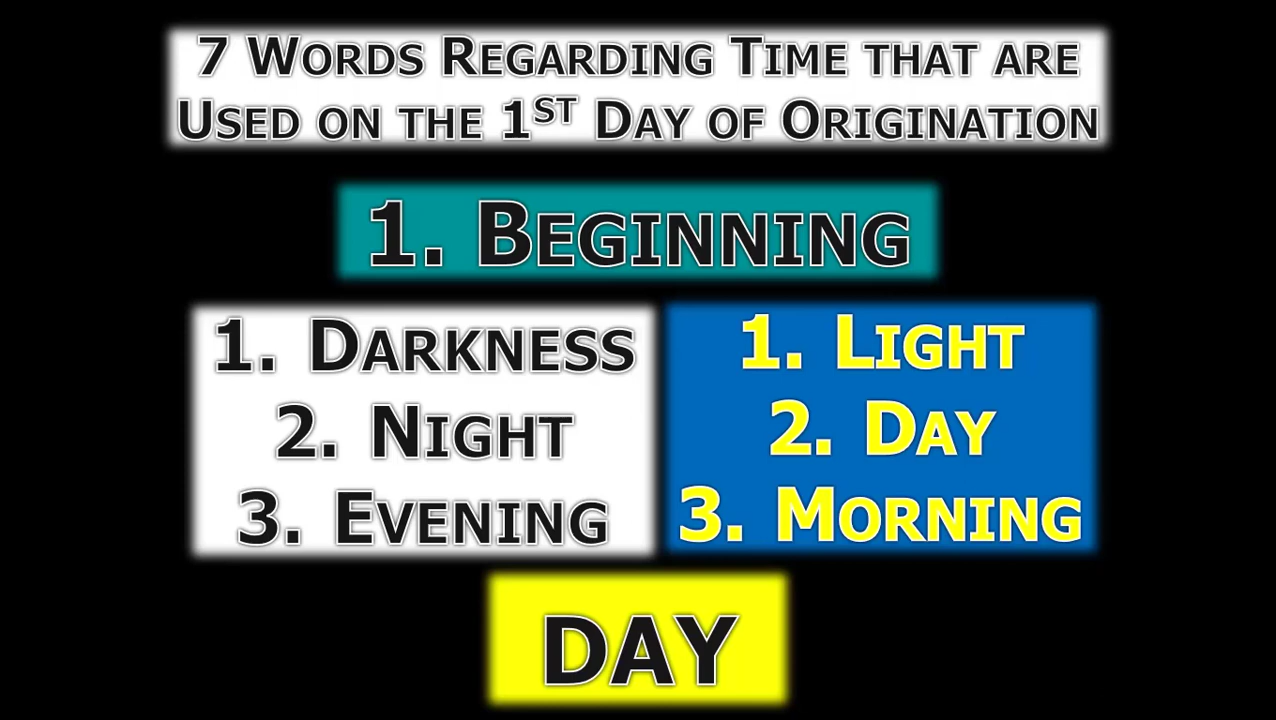 7 Words Regarding Time that are
Used on the 1st Day of Origination
1. Beginning
1. Darkness
2. Night
3. Evening
1. Light
2. Day
3. Morning
DAY